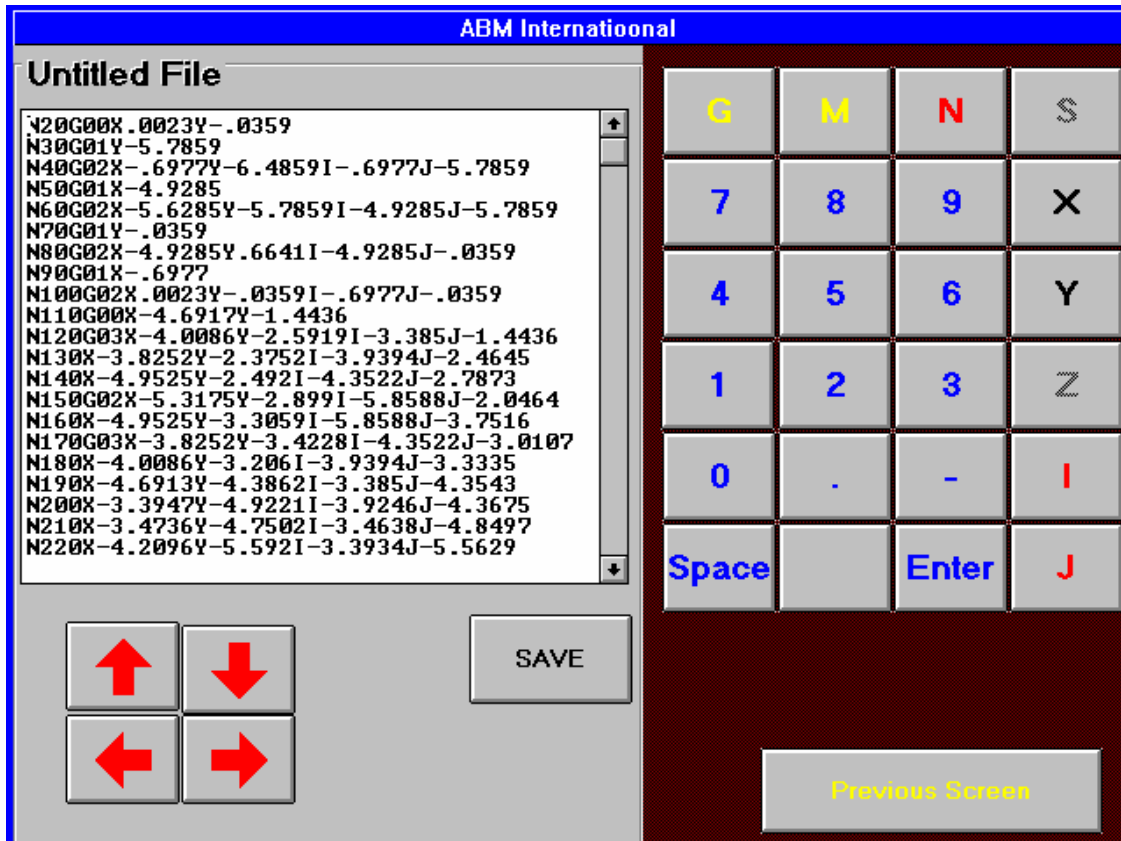 ABM Internatioonal
Untitled File
N20G00X.0023Y-.0359
N30G01Y-5.7859
N40G02X-.6977Y-6.4859I-.6977J-5.7859
N50G01X-4.9285
N60G02X-5.6285Y-5.7859I-4.9285J-5.7859
N70G01Y-.0359
N80G02X-4.9285Y.6641I-4.9285J-.0359
N90G01X-.6977
N100G02X.0023Y-.0359I-.6977J-.0359
N110G00X-4.6917Y-1.4436
N120G03X-4.0086Y-2.5919I-3.385J-1.4436
N130X-3.8252Y-2.3752I-3.9394J-2.4645
N140X-4.9525Y-2.492I-4.3522J-2.7873
N150G02X-5.3175Y-2.899I-5.8588J-2.0464
N160X-4.9525Y-3.3059I-5.8588J-3.7516
N170G03X-3.8252Y-3.4228I-4.3522J-3.0107
N180X-4.0086Y-3.206I-3.9394J-3.3335
N190X-4.6913Y-4.3862I-3.385J-4.3543
N200X-3.3947Y-4.9221I-3.9246J-4.3675
N210X-3.4736Y-4.7502I-3.4638J-4.8497
N220X-4.2096Y-5.592I-3.3934J-5.5629
SAVE
G M N S
7 8 9 X
4 5 6 Y
1 2 3 Z
0 . - I
Space Enter J
Previous Screen